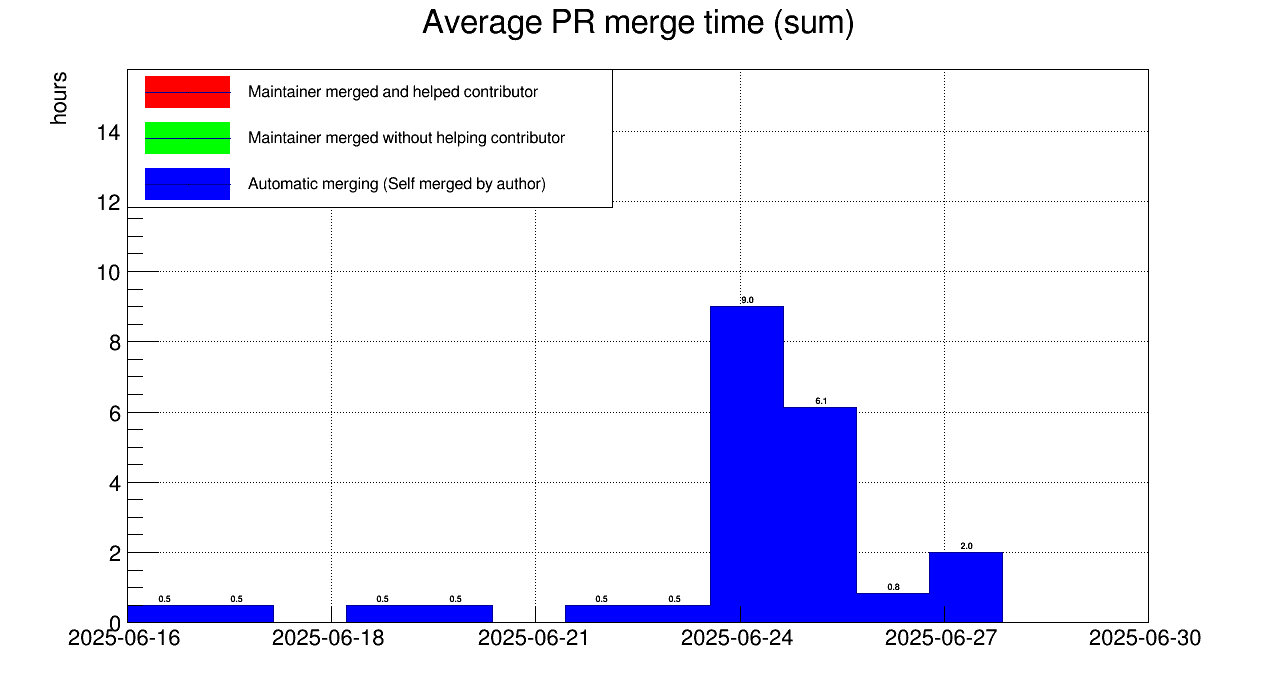 Average PR merge time (sum)
hours
Maintainer merged and helped contributor
Maintainer merged without helping contributor
Automatic merging (Self merged by author)
14
12
10
8
6
4
2
0
9.0
6.1
2.0
0.8
0.5 0.5 0.5 0.5 0.5 0.5
2025-06-16 2025-06-18 2025-06-21 2025-06-24 2025-06-27 2025-06-30